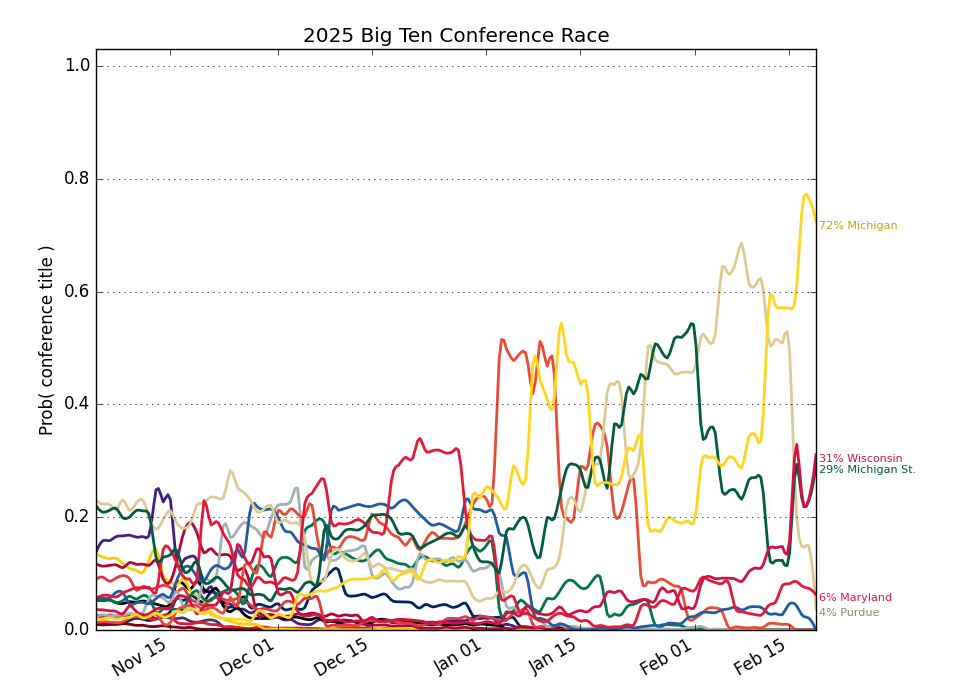 2025 Big Ten Conference Race
1.0
0.8
0.6
0.4
0.2
0.0
Prob( conference title )
72% Michigan
31% Wisconsin
29% Michigan St.
6% Maryland
4% Purdue
Nov 15
Dec 01
Dec 15
Jan 01
Jan 15
Feb 01
Feb 15